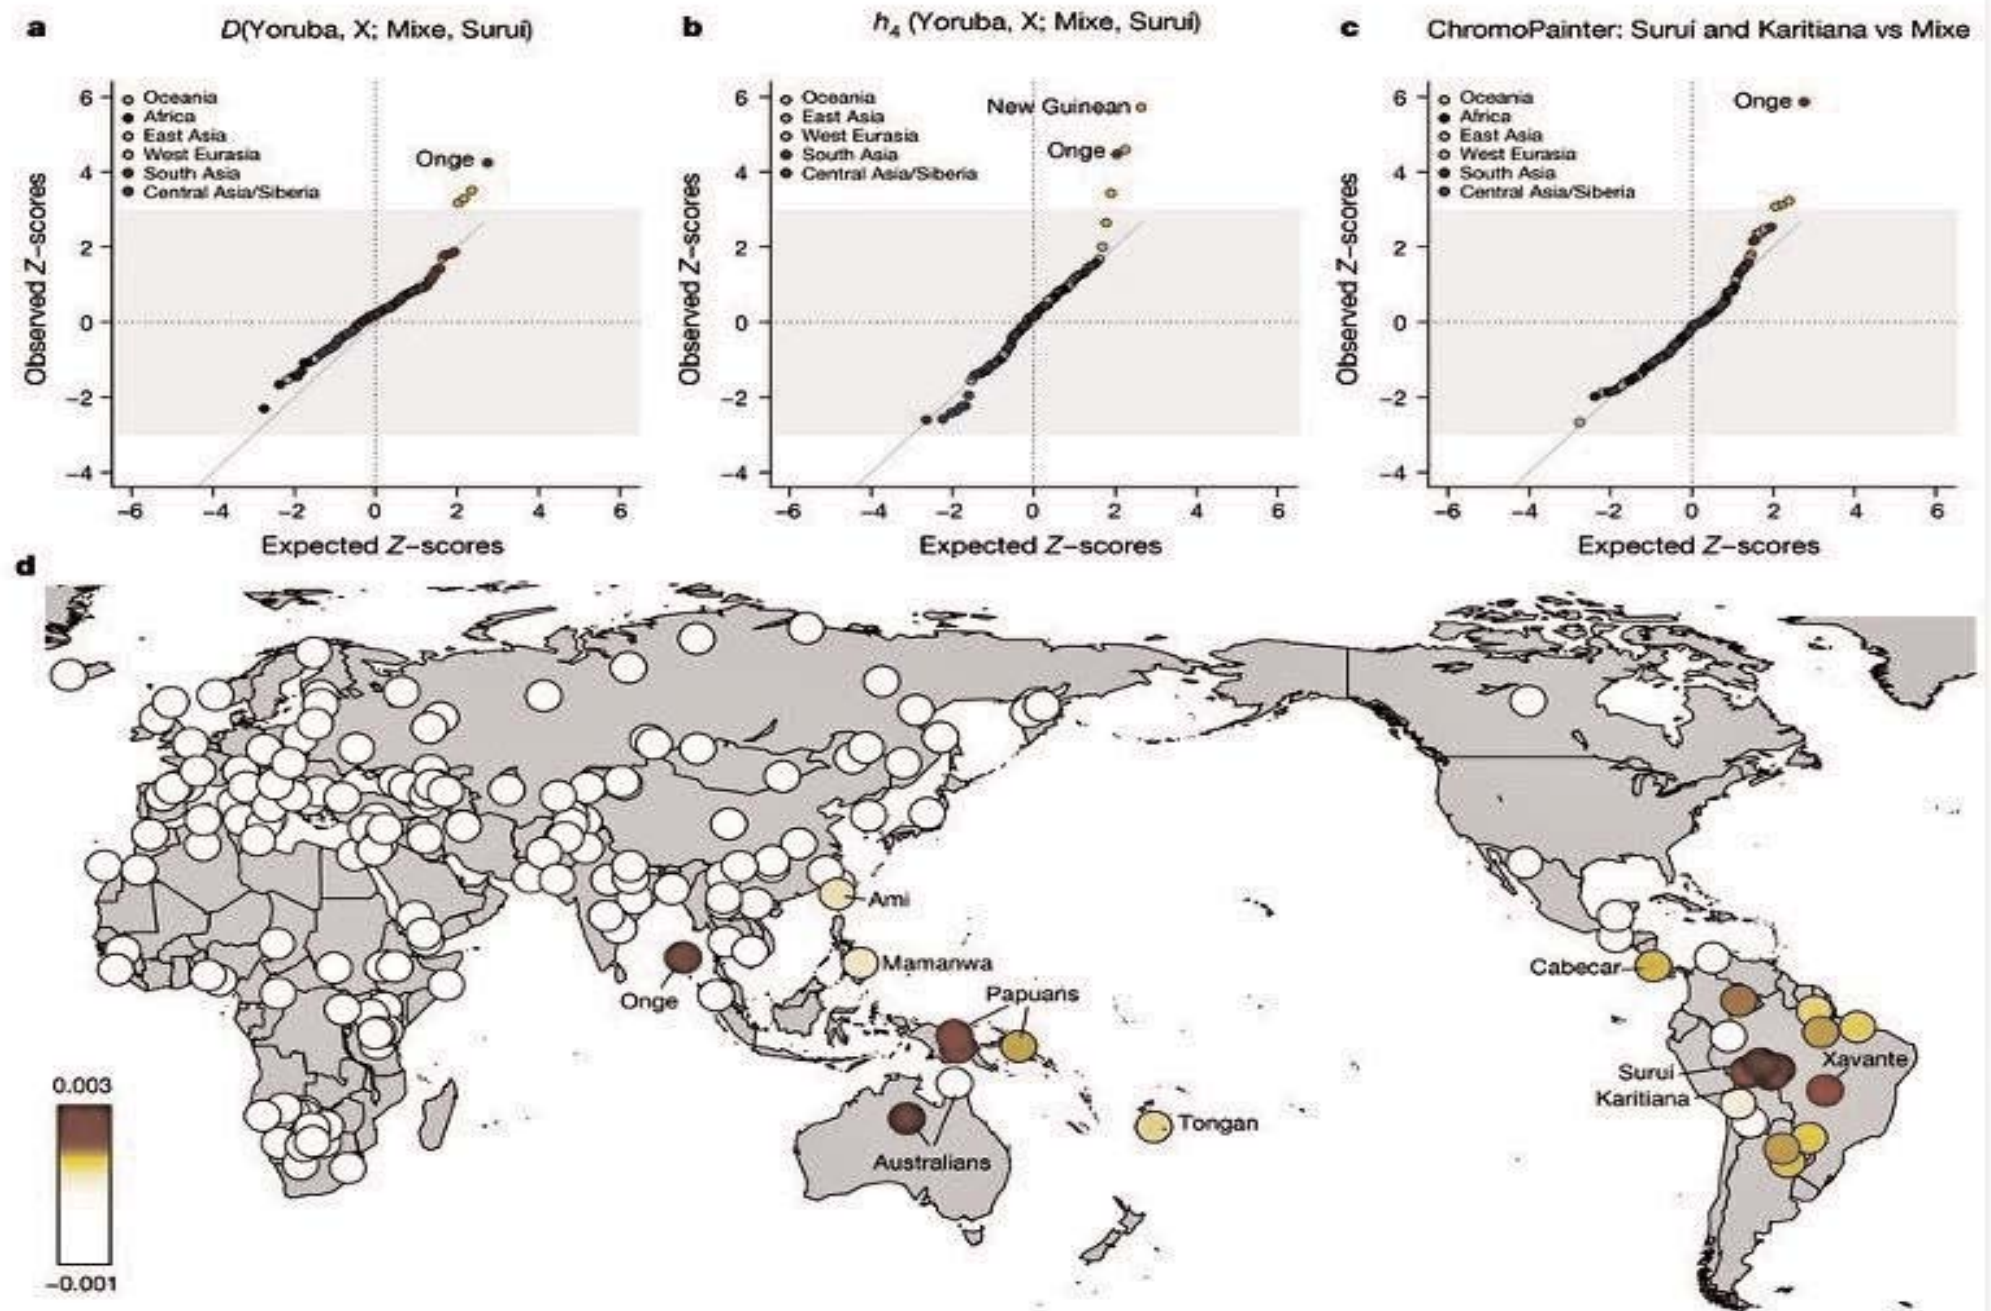 a D(Yoruba, X; Mixe, Surui)
Oceania
Africa
East Asia
West Eurasia
South Asia
Central Asia/Siberia
Onge
6
4
2
0
−2
−4
Observed Z−scores
−6 −4 −2 0 2 4 6
Expected Z−scores
b h4 (Yoruba, X; Mixe, Surui)
Oceania
East Asia
West Eurasia
South Asia
Central Asia/Siberia
New Guinean
Onge
6
4
2
0
−2
−4
Observed Z−scores
−6 −4 −2 0 2 4 6
Expected Z−scores
c ChromoPainter: Surui and Karitiana vs Mixe
Oceania
Africa
East Asia
West Eurasia
South Asia
Central Asia/Siberia
Onge
6
4
2
0
−2
−4
Observed Z−scores
−6 −4 −2 0 2 4 6
Expected Z−scores
d
Ami
Mamanwa
Onge
Papuans
Cabecar
Xavante
Surui
Karitiana
Tongan
Australians
0.003
−0.001